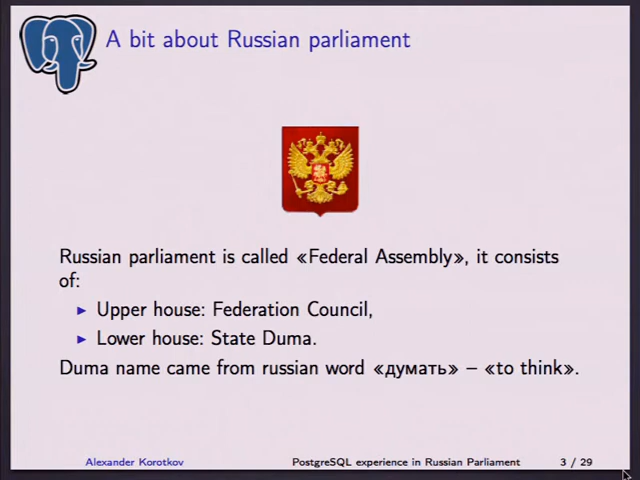 A bit about Russian parliament
Russian parliament is called «Federal Assembly», it consists
of:
Upper house: Federation Council,
Lower house: State Duma.
Duma name came from russian word «думать» – «to think».
Alexander Korotkov PostgreSQL experience in Russian Parliament 3 / 29